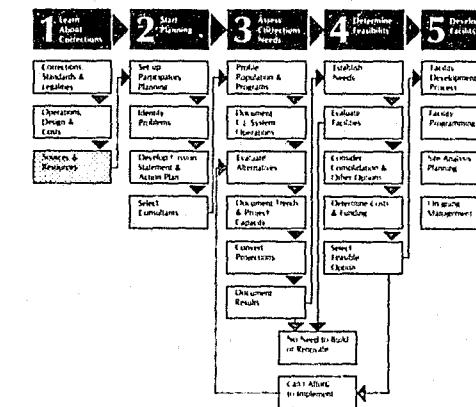 1 Learn
About
Corrections
2 Start
Planning
3 Assess
Corrections
Needs
4 Determine
Feasibility
5 Develop
Corrections
Standards &
Legalities
Operations,
Design &
Costs
Sources &
Resources
Set up
Participatory
Planning
Identify
Problems
Develop Mission
Statement &
Action Plan
Select
Consultants
Profile
Population &
Programs
Document
C.J. System
Operations
Evaluate
Alternatives
Document Trends
& Project
Capacity
Convert
Projections
Document
Results
Establish
Needs
Evaluate
Facilities
Consider
Consolidation &
Other Options
Determine Costs
& Funding
Select
Feasible
Option
Facility
Development
Process
Facility
Programming
Site Analysis
Planning
Ongoing
Management
No Need to Build
or Renovate
Can't Afford
to Implement